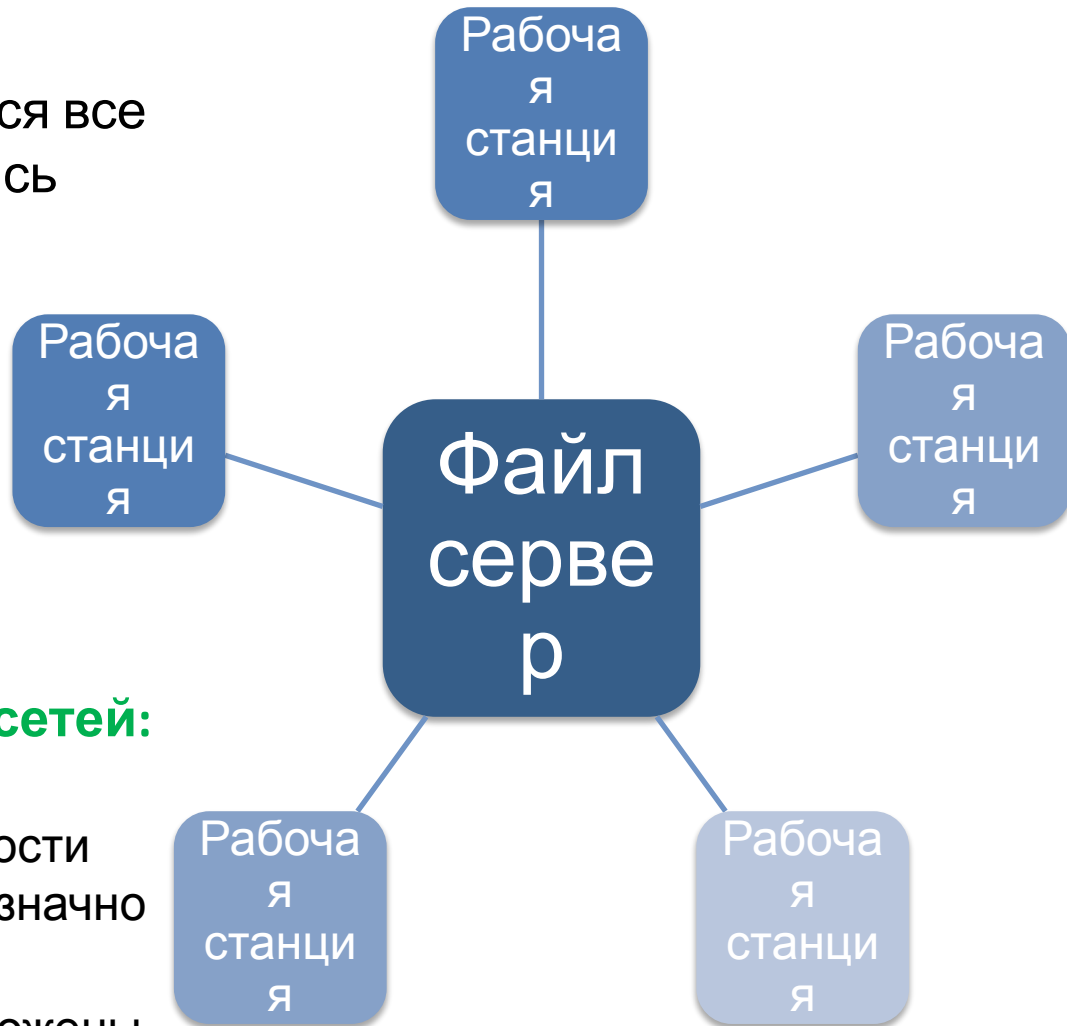 Рабоча
я
станци
я
ся все
сь
Рабоча
я
станци
я
Рабоча
я
станци
я
Файл
серве
р
сетей:
ости
значно
Рабоча
я
станци
я
Рабоча
я
станци
я